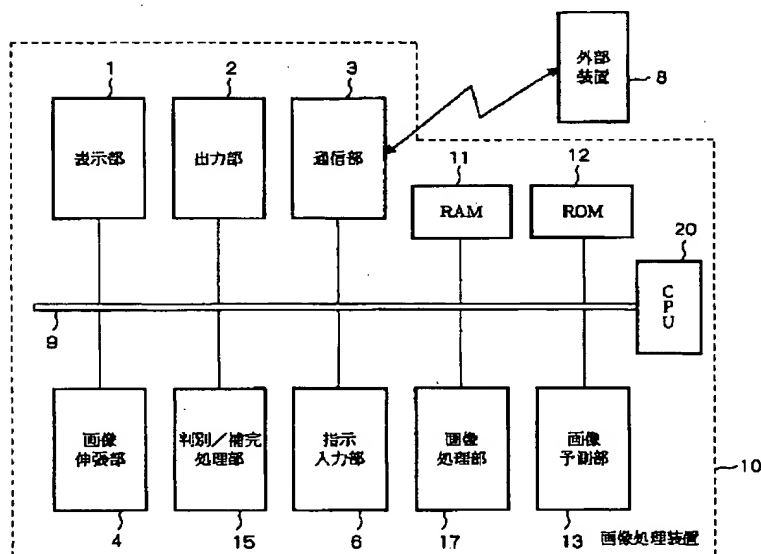 1
2
3
外部
装置
8
表示部
出力部
通信部
11
12
RAM
ROM
20
CPU
9
画像
伸張部
判別／補完
処理部
指示
入力部
画像
処理部
画像
予測部
10
4
15
6
17
13
画像処理装置